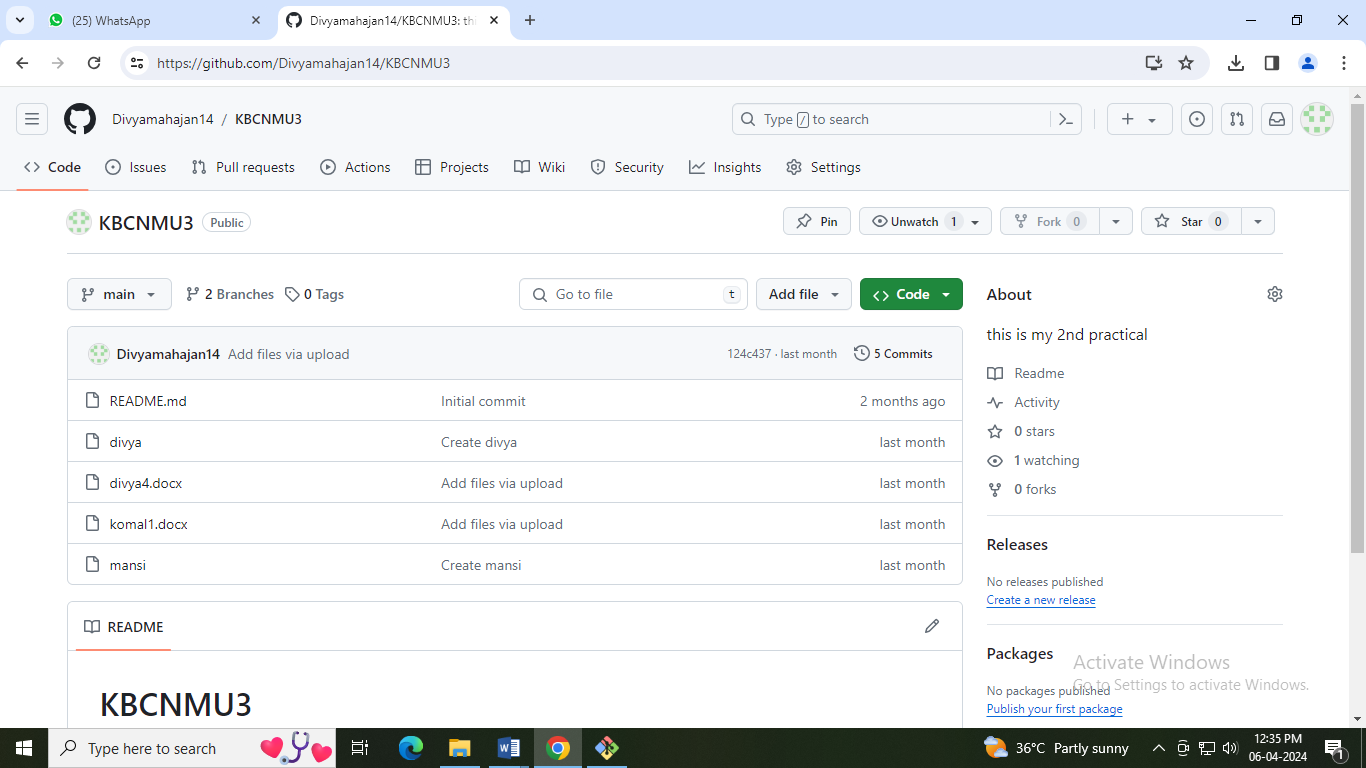 (25) WhatsApp
Divyamahajan14/KBCNMU3: thi
https://github.com/Divyamahajan14/KBCNMU3
Divyamahajan14 / KBCNMU3
Type / to search
Code Issues Pull requests Actions Projects Wiki Security Insights Settings
KBCNMU3 Public
Pin Unwatch 1 Fork 0 Star 0
main 2 Branches 0 Tags
Go to file t Add file Code
Divyamahajan14 Add files via upload 124c437 · last month 5 Commits
README.md Initial commit 2 months ago
divya Create divya last month
divya4.docx Add files via upload last month
komal1.docx Add files via upload last month
mansi Create mansi last month
README
KBCNMU3
About
this is my 2nd practical
Readme
Activity
0 stars
1 watching
0 forks
Releases
No releases published
Create a new release
Packages
No packages published
Publish your first package
Activate Windows
Go to Settings to activate Windows.
Type here to search
36°C Partly sunny
12:35 PM
06-04-2024
1